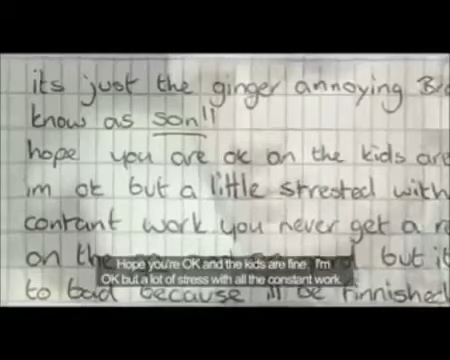 its just the ginger annoying
know as son!!
hope you are ok an the kids are
im ok but a little strested with
contant work you never get a
on the but it
Hope you're OK and the kids are fine, I'm
OK but a lot of stress with all the constant work.
to bad because ill be finnished